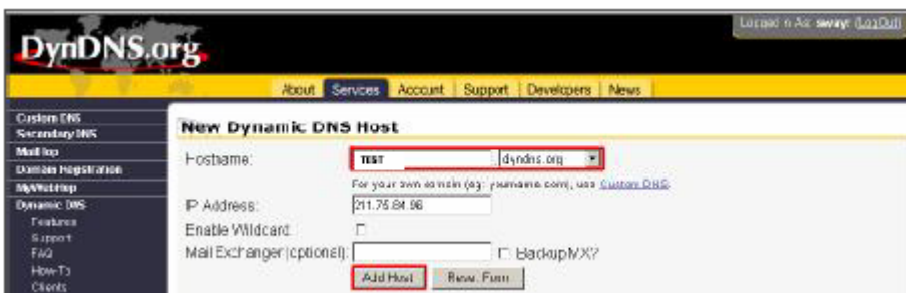 DynDNS.org
Logged In As: sway (LogOut)
About Services Account Support Developers News
Custom DNS
Secondary DNS
MailHop
Domain Registration
MyWebHop
Dynamic DNS
Features
Support
FAQ
How-To
Clients
New Dynamic DNS Host
Hostname: TEST .dyndns.org
For your own domain (eg: yourname.com), use Custom DNS.
IP Address: 211.75.84.96
Enable Wildcard:
Mail Exchanger (optional): Backup MX?
Add Host Reset Form